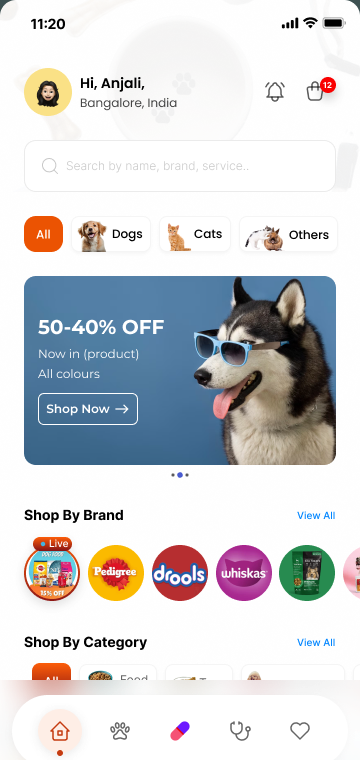 11:20
Hi, Anjali,
Bangalore, India
12
Search by name, brand, service..
All
Dogs
Cats
Others
50-40% OFF
Now in (product)
All colours
Shop Now
Shop By Brand
View All
Live
15% OFF
Pedigree
drools
whiskas
Shop By Category
View All
All
Food